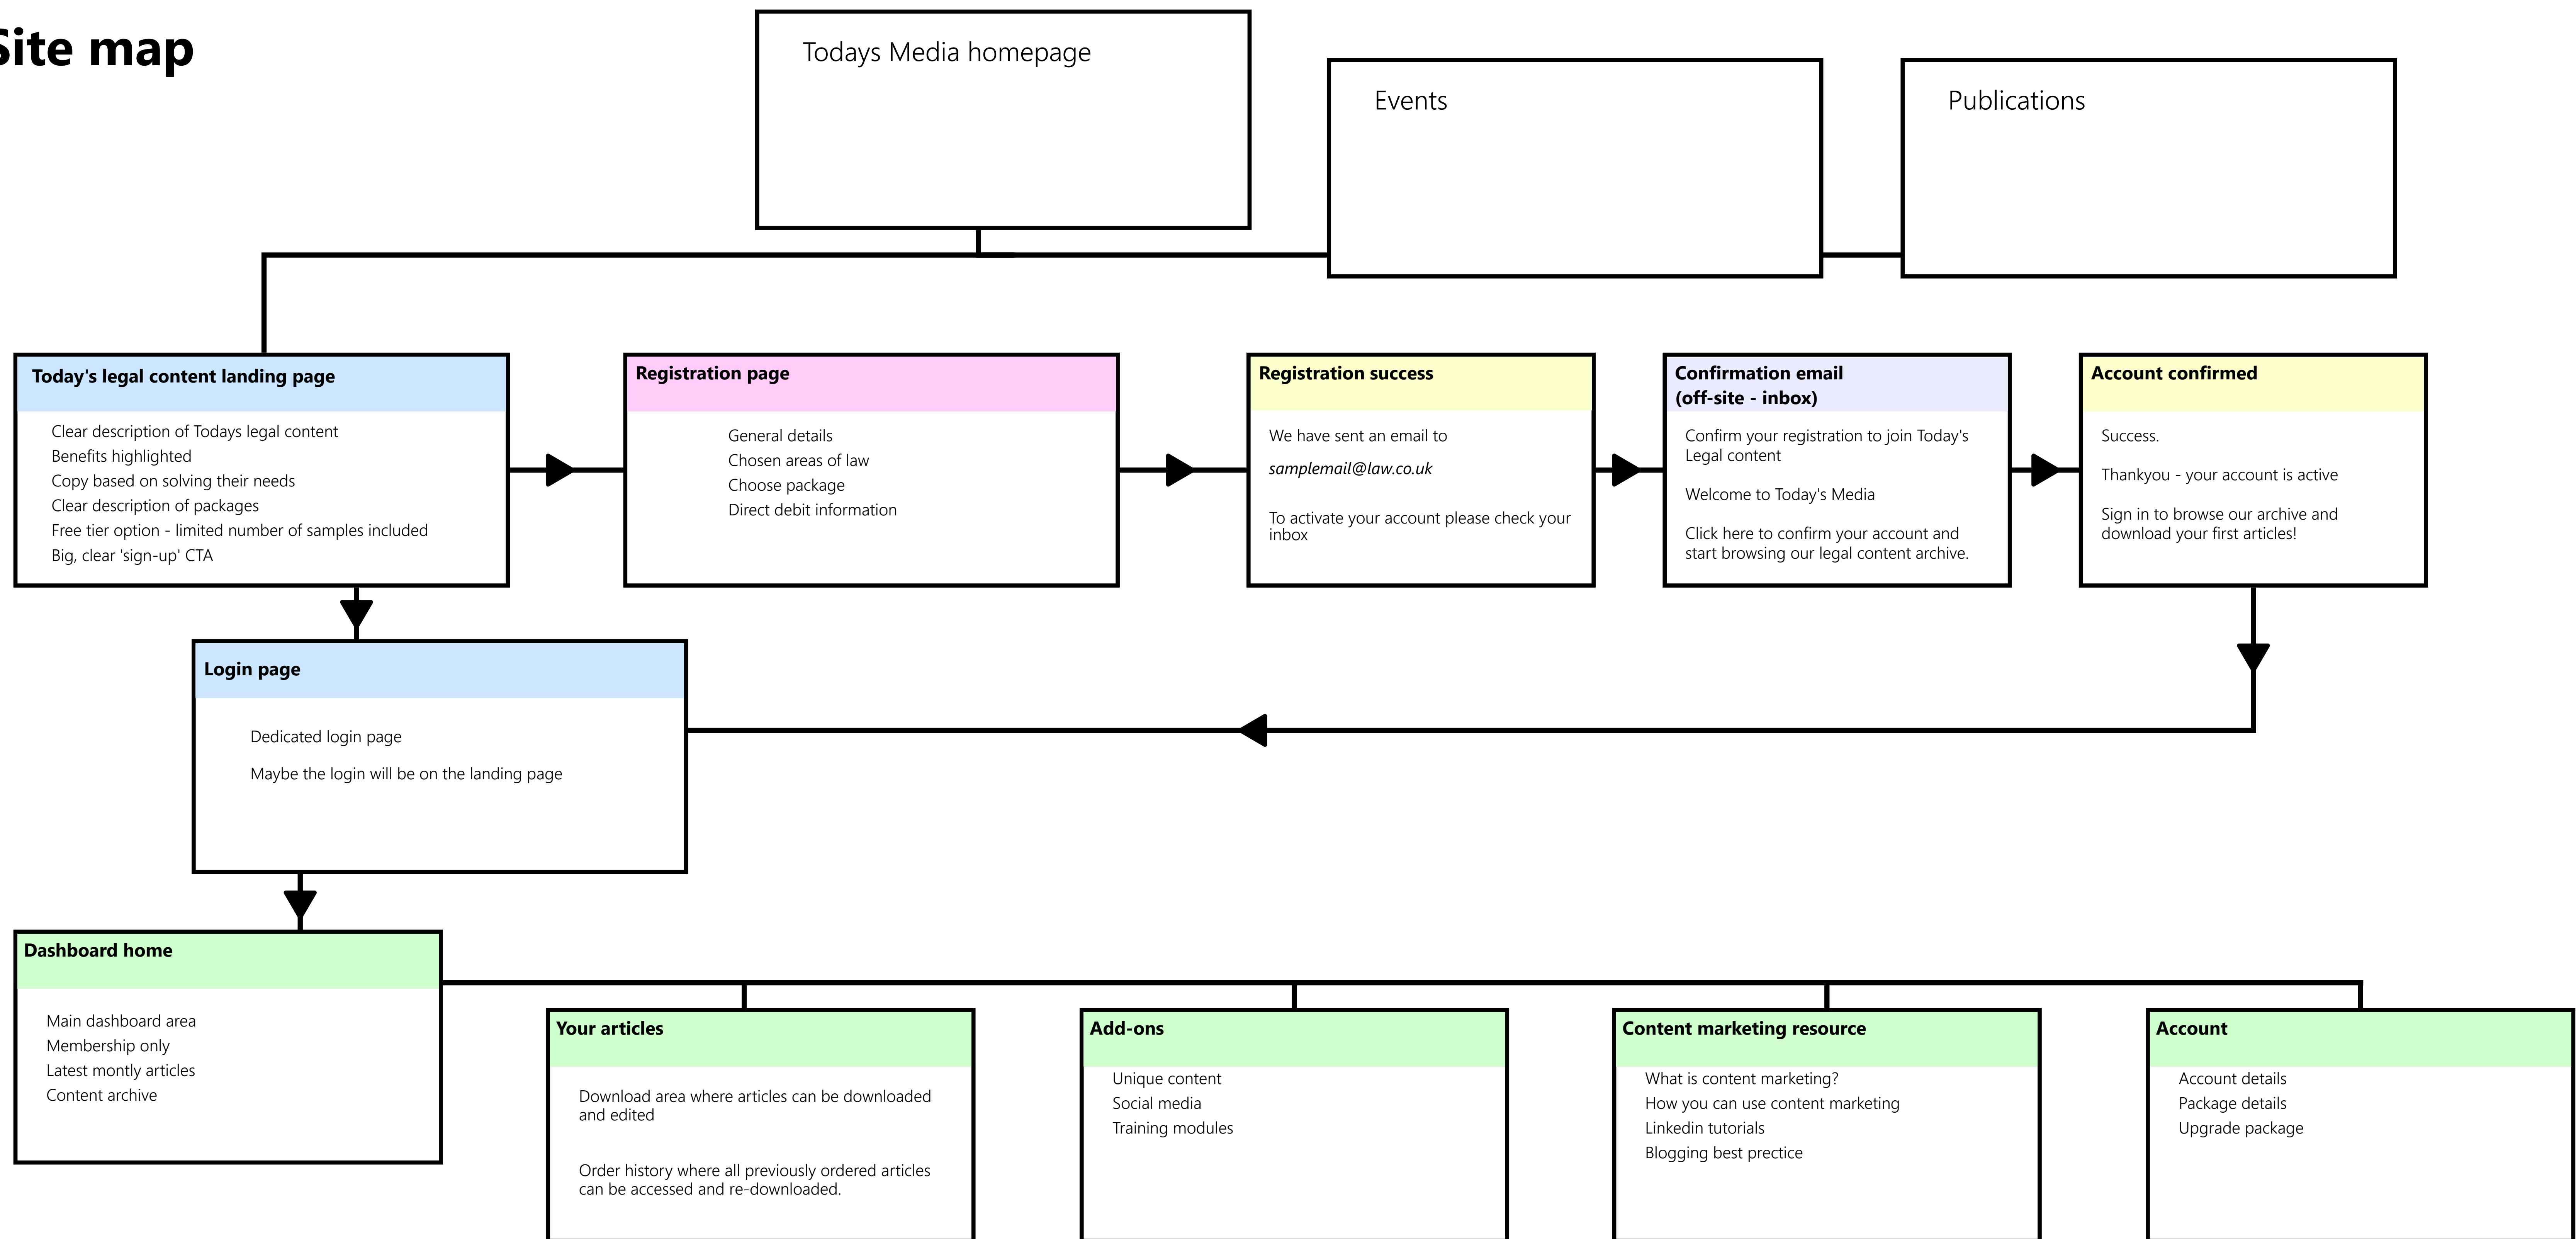 Site map
Todays Media homepage
Events
Publications
Today's legal content landing page
Clear description of Todays legal content
Benefits highlighted
Copy based on solving their needs
Clear description of packages
Free tier option - limited number of samples included
Big, clear 'sign-up' CTA
Registration page
General details
Chosen areas of law
Choose package
Direct debit information
Registration success
We have sent an email to
samplemail@law.co.uk
To activate your account please check your
inbox
Confirmation email
(off-site - inbox)
Confirm your registration to join Today's
Legal content
Welcome to Today's Media
Click here to confirm your account and
start browsing our legal content archive.
Account confirmed
Success.
Thankyou - your account is active
Sign in to browse our archive and
download your first articles!
Login page
Dedicated login page
Maybe the login will be on the landing page
Dashboard home
Main dashboard area
Membership only
Latest montly articles
Content archive
Your articles
Download area where articles can be downloaded
and edited
Order history where all previously ordered articles
can be accessed and re-downloaded.
Add-ons
Unique content
Social media
Training modules
Content marketing resource
What is content marketing?
How you can use content marketing
Linkedin tutorials
Blogging best prectice
Account
Account details
Package details
Upgrade package